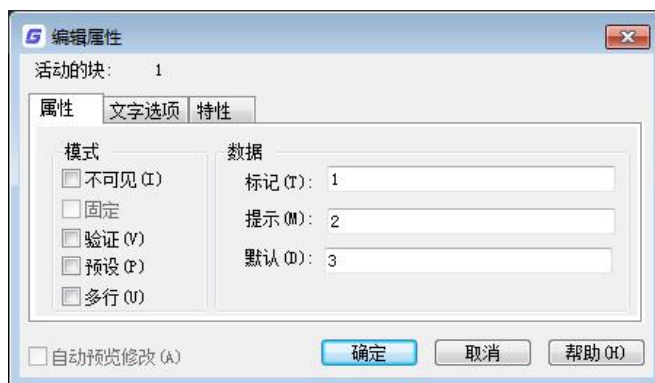 编辑属性
活动的块: 1
属性 文字选项 特性
模式
不可见(I)
固定
验证(V)
预设(P)
多行(U)
数据
标记(T): 1
提示(M): 2
默认(D): 3
自动预览修改(A)
确定 取消 帮助(H)